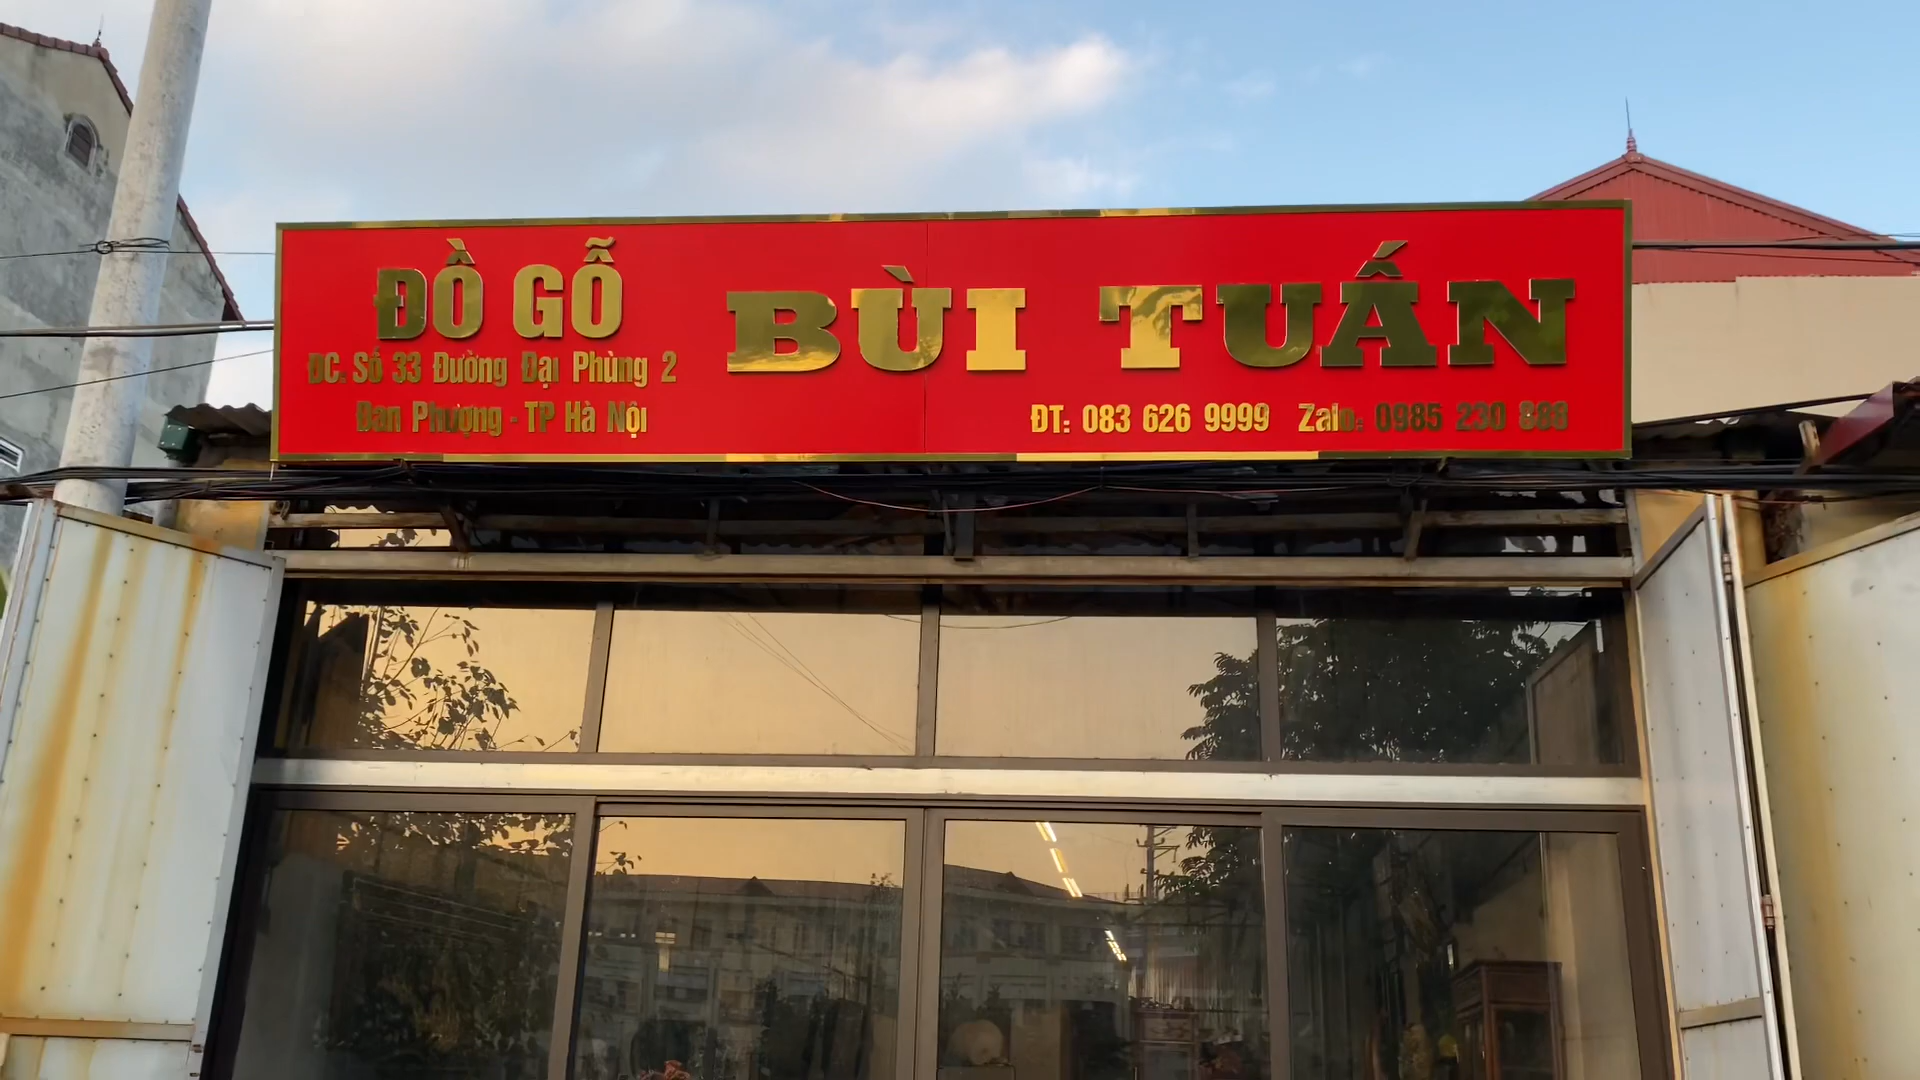 ĐỒ GỖ
ĐC. Số 33 Đường Đại Phùng 2
Đan Phượng - TP Hà Nội
BÙI TUẤN
ĐT: 083 626 9999 Zalo: 0985 230 888